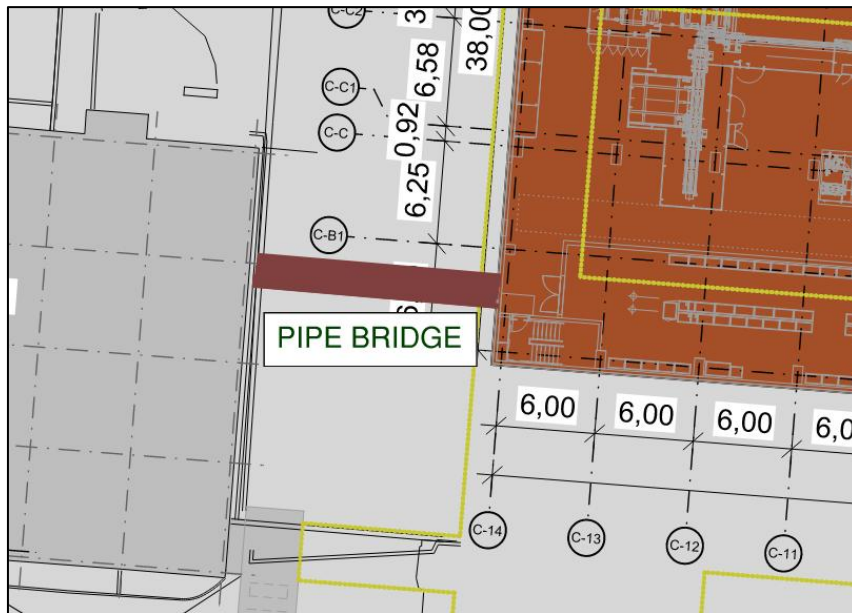 C-C2
38,00
6,58
C-C1
C-C
0,92
6,25
C-B1
PIPE BRIDGE
6,00
6,00
6,00
C-14
C-13
C-12
C-11